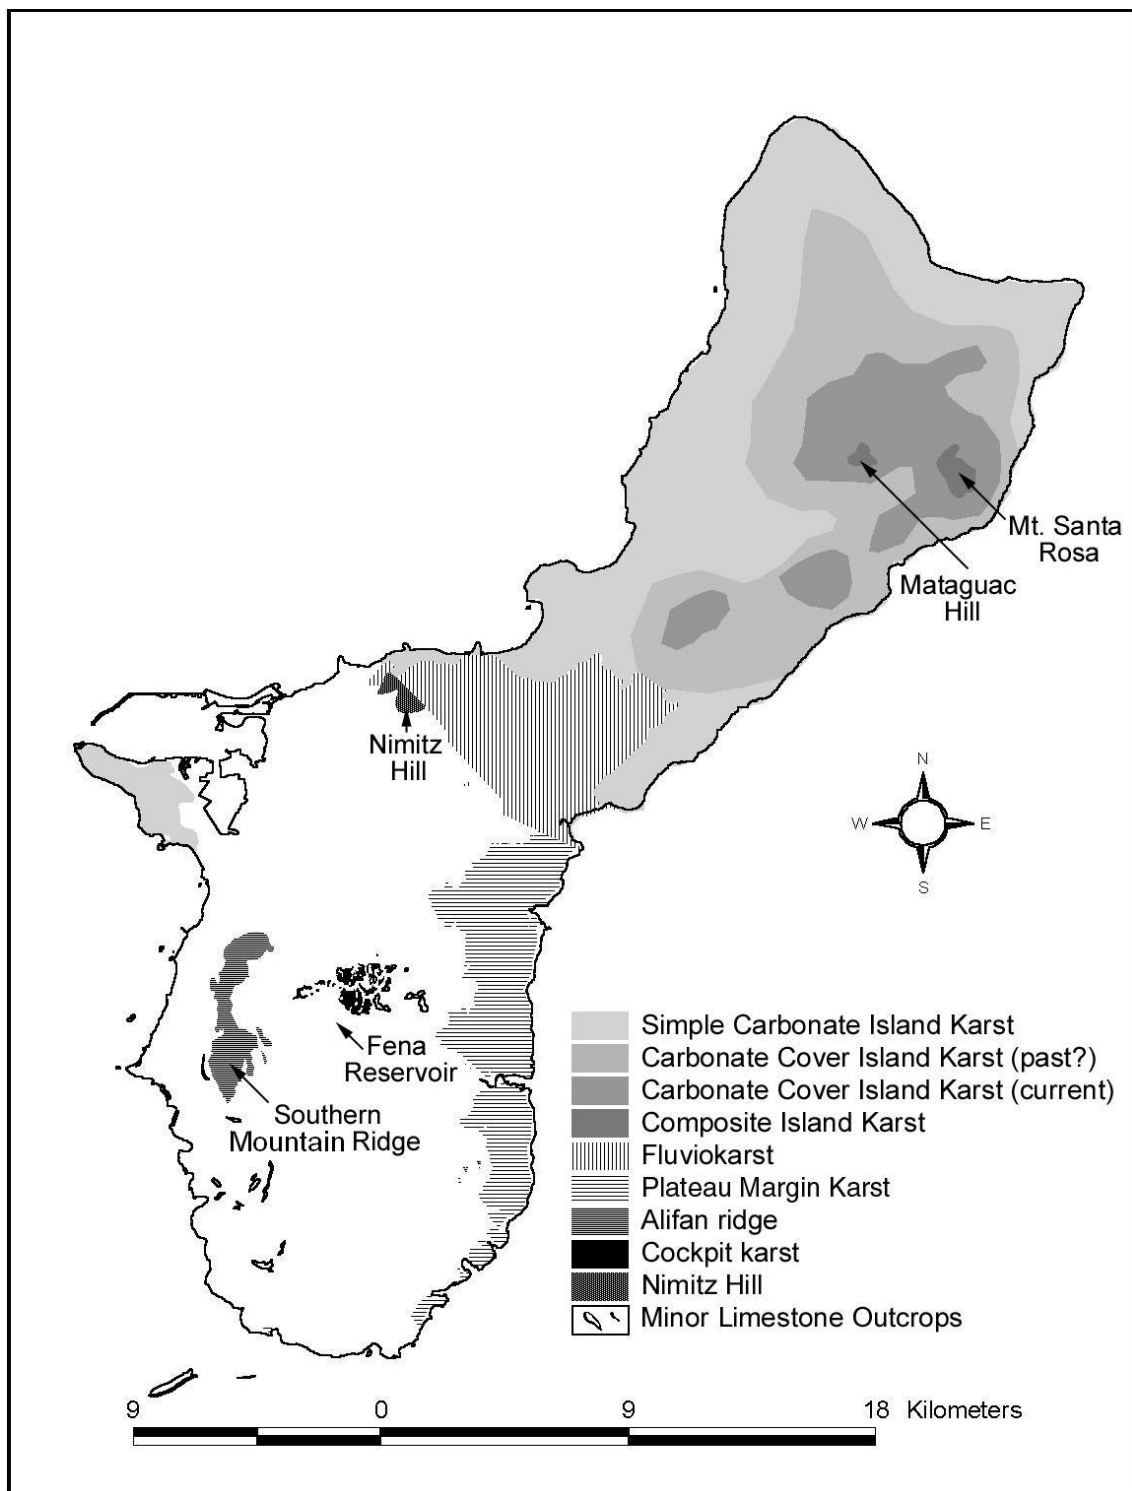 Mt. Santa
Rosa
Mataguac
Hill
Nimitz
Hill
N
W
E
S
Fena
Reservoir
Southern
Mountain Ridge
Simple Carbonate Island Karst
Carbonate Cover Island Karst (past?)
Carbonate Cover Island Karst (current)
Composite Island Karst
Fluviokarst
Plateau Margin Karst
Alifan ridge
Cockpit karst
Nimitz Hill
Minor Limestone Outcrops
9 0 9 18 Kilometers